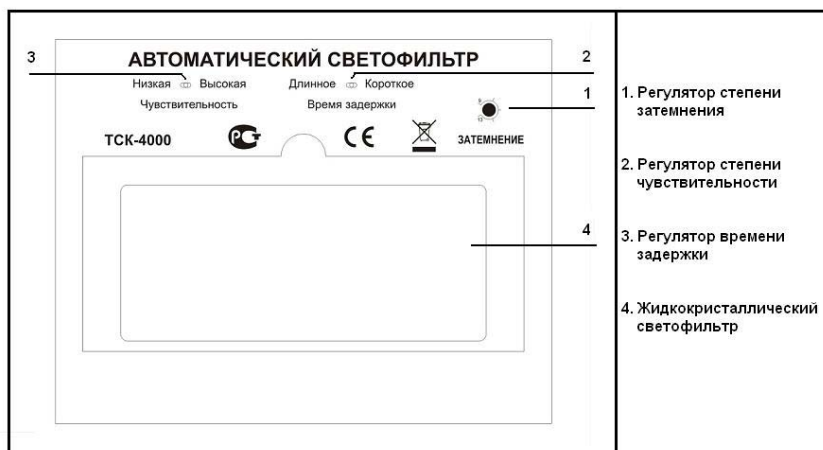 АВТОМАТИЧЕСКИЙ СВЕТОФИЛЬТР
3
2
Низкая Высокая Длинное Короткое
Чувствительность Время задержки
1
ТСК-4000 РСТ CE ЗАТЕМНЕНИЕ
4
1. Регулятор степени
затемнения
2. Регулятор степени
чувствительности
3. Регулятор времени
задержки
4. Жидкокристаллический
светофильтр